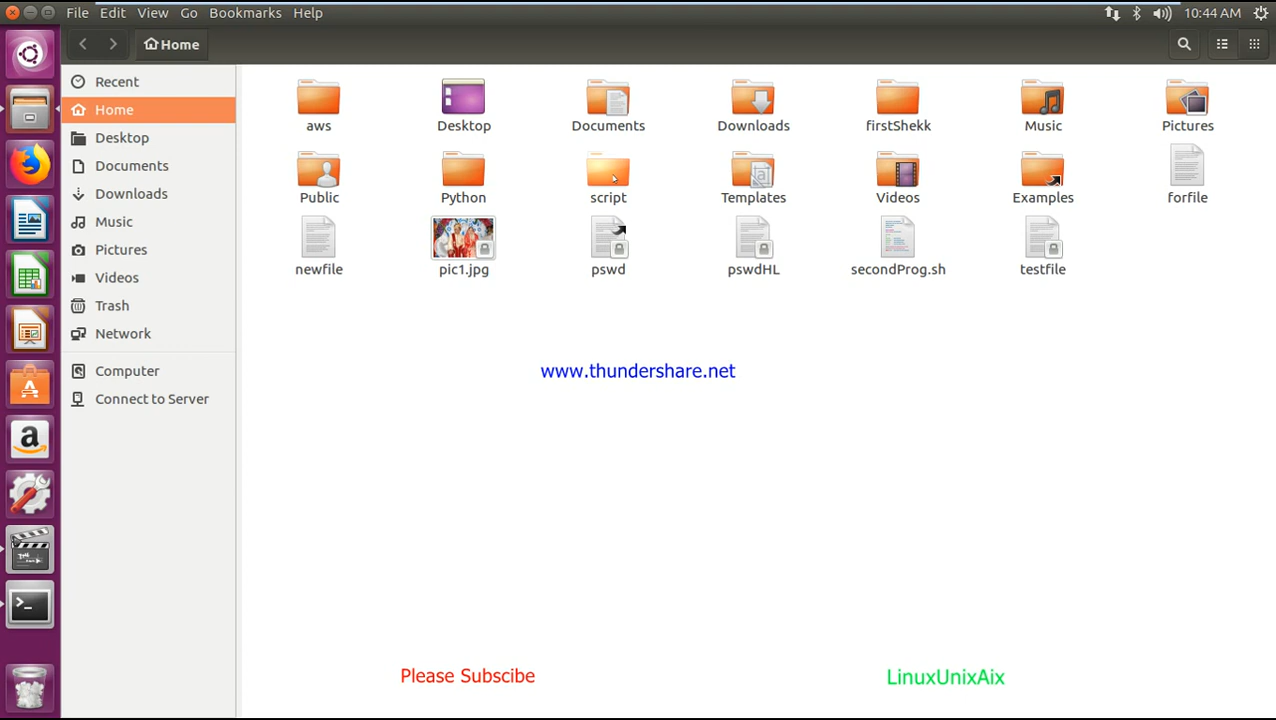 File Edit View Go Bookmarks Help
10:44 AM
Home
Recent
Home
Desktop
Documents
Downloads
Music
Pictures
Videos
Trash
Network
Computer
Connect to Server
aws Desktop Documents Downloads firstShekk Music Pictures
Public Python script Templates Videos Examples forfile
newfile pic1.jpg pswd pswdHL secondProg.sh testfile
www.thundershare.net
Please Subscibe
LinuxUnixAix